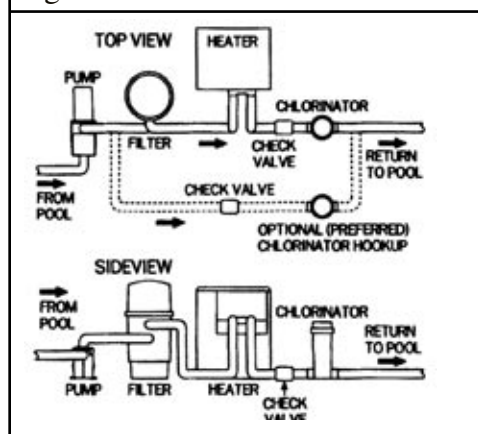 TOP VIEW
HEATER
PUMP
CHLORINATOR
FILTER
CHECK
VALVE
RETURN
TO POOL
FROM
POOL
CHECK VALVE
OPTIONAL (PREFERRED)
CHLORINATOR HOOKUP
SIDEVIEW
FROM
POOL
CHLORINATOR
RETURN
TO POOL
PUMP
FILTER
HEATER
CHECK
VALVE